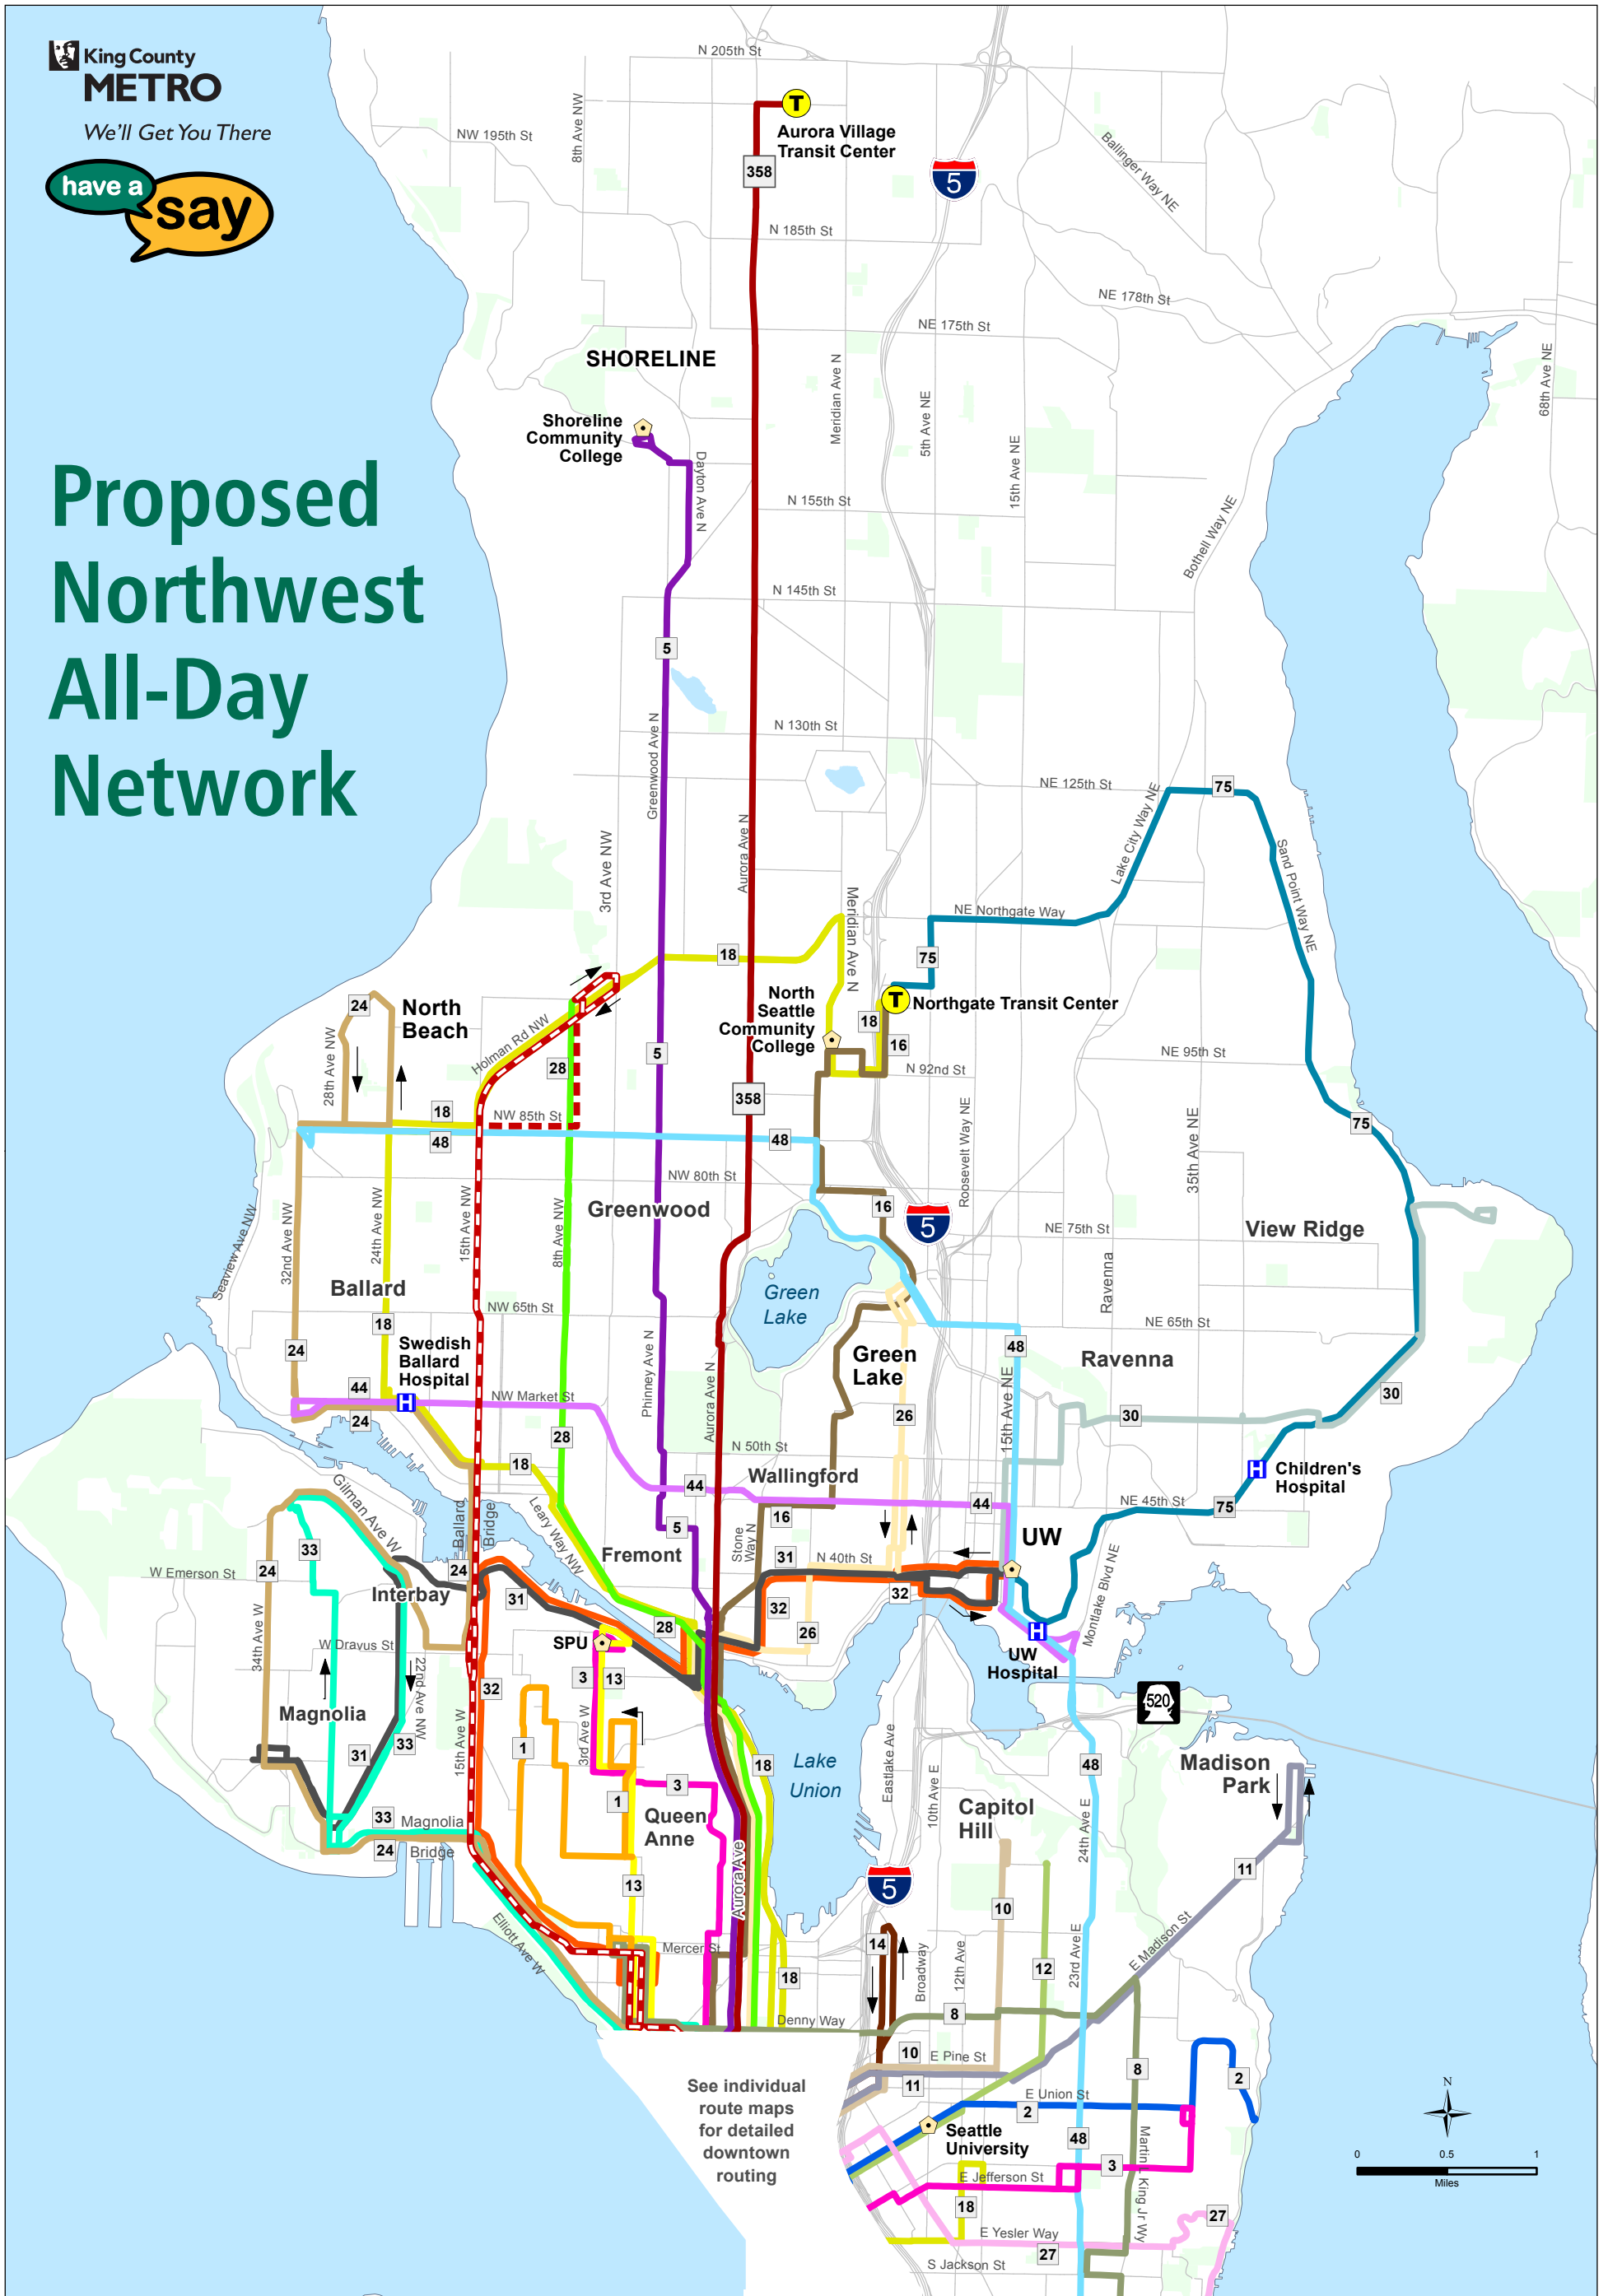 King County
METRO
We'll Get You There
have a
say
Proposed
Northwest
All-Day
Network
N 205th St
T
Aurora Village
Transit Center
8th Ave NW
NW 195th St
358
5
Ballinger Way NE
N 185th St
NE 178th St
NE 175th St
SHORELINE
Meridian Ave N
5th Ave NE
68th Ave NE
Shoreline
Community
College
Dayton Ave N
15th Ave NE
N 155th St
Bothell Way NE
N 145th St
5
Greenwood Ave N
N 130th St
NE 125th St
75
Lake City Way NE
Sand Point Way NE
3rd Ave NW
Aurora Ave N
Meridian Ave N
NE Northgate Way
18
75
North
Seattle
Community
College
T
Northgate Transit Center
24
North
Beach
28th Ave NW
Holman Rd NW
28
5
18
16
N 92nd St
NE 95th St
358
Roosevelt Way NE
35th Ave NE
75
18
NW 85th St
48
48
NW 80th St
Seaview Ave NW
32nd Ave NW
24th Ave NW
15th Ave NW
8th Ave NW
Greenwood
16
5
NE 75th St
View Ridge
Ravenna
Ballard
Green
Lake
NW 65th St
NE 65th St
18
24
Swedish
Ballard
Hospital
H
Phinney Ave N
Aurora Ave N
Green
Lake
48
Ravenna
15th Ave NE
30
44
24
NW Market St
28
26
30
N 50th St
18
Wallingford
H
Children's
Hospital
44
44
NE 45th St
75
Gilman Ave W
Ballard
Bridge
Leary Way NW
16
5
Stone
Way N
UW
33
Fremont
31
N 40th St
W Emerson St
24
24
Interbay
31
32
32
34th Ave W
W Dravus St
SPU
28
26
H
UW
Hospital
Montlake Blvd NE
3
13
22nd Ave NW
32
520
Magnolia
31
33
15th Ave W
1
3rd Ave W
18
Lake
Union
Eastlake Ave
48
Madison
Park
3
1
Queen
Anne
10th Ave E
Capitol
Hill
24th Ave E
33
Magnolia
24
Bridge
11
13
Aurora Ave
5
10
Elliott Ave W
Mercer St
14
Broadway
12th Ave
12
23rd Ave E
E Madison St
18
Denny Way
8
10
E Pine St
8
11
2
See individual
route maps
for detailed
downtown
routing
E Union St
2
Seattle
University
48
Martin L King Jr Wy
3
E Jefferson St
18
27
E Yesler Way
27
S Jackson St
N
0
0.5
1
Miles